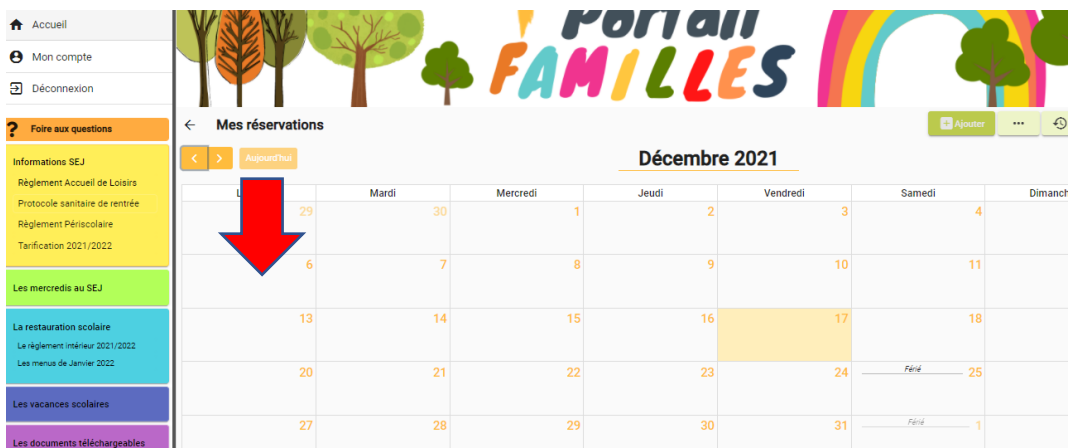 Accueil
Mon compte
Déconnexion
? Foire aux questions
Informations SEJ
Règlement Accueil de Loisirs
Protocole sanitaire de rentrée
Règlement Périscolaire
Tarification 2021/2022
Les mercredis au SEJ
La restauration scolaire
Le règlement intérieur 2021/2022
Les menus de Janvier 2022
Les vacances scolaires
Les documents téléchargeables
Portail
FAMILLES
← Mes réservations
+ Ajouter ...
< > Aujourd'hui
Décembre 2021
L Mardi Mercredi Jeudi Vendredi Samedi Dimanch
29 30 1 2 3 4
6 7 8 9 10 11
13 14 15 16 17 18
20 21 22 23 24 Férié 25
27 28 29 30 31 Férié 1